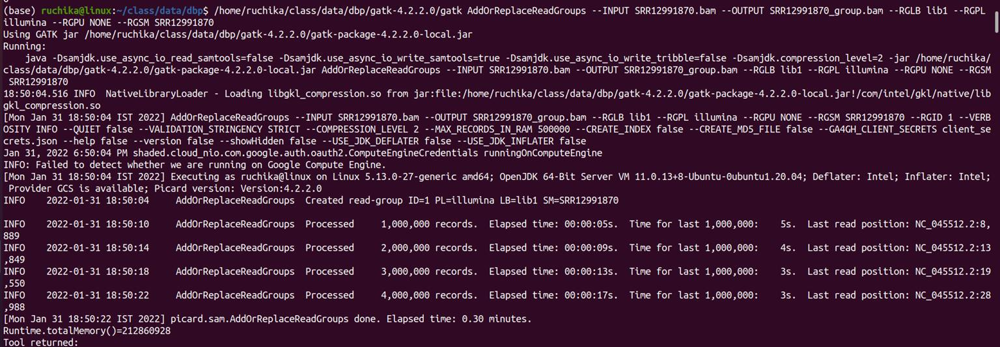 (base) ruchika@linux:~/class/data/dbp$ /home/ruchika/class/data/dbp/gatk-4.2.2.0/gatk AddOrReplaceReadGroups --INPUT SRR12991870.bam --OUTPUT SRR12991870_group.bam --RGLB lib1 --RGPL
illumina --RGPU NONE --RGSM SRR12991870
Using GATK jar /home/ruchika/class/data/dbp/gatk-4.2.2.0/gatk-package-4.2.2.0-local.jar
Running:
    java -Dsamjdk.use_async_io_read_samtools=false -Dsamjdk.use_async_io_write_samtools=true -Dsamjdk.use_async_io_write_tribble=false -Dsamjdk.compression_level=2 -jar /home/ruchika/
class/data/dbp/gatk-4.2.2.0/gatk-package-4.2.2.0-local.jar AddOrReplaceReadGroups --INPUT SRR12991870.bam --OUTPUT SRR12991870_group.bam --RGLB lib1 --RGPL illumina --RGPU NONE --RGSM
 SRR12991870
18:50:04.516 INFO  NativeLibraryLoader - Loading libgkl_compression.so from jar:file:/home/ruchika/class/data/dbp/gatk-4.2.2.0/gatk-package-4.2.2.0-local.jar!/com/intel/gkl/native/lib
gkl_compression.so
[Mon Jan 31 18:50:04 IST 2022] AddOrReplaceReadGroups --INPUT SRR12991870.bam --OUTPUT SRR12991870_group.bam --RGLB lib1 --RGPL illumina --RGPU NONE --RGSM SRR12991870 --RGID 1 --VERB
OSITY INFO --QUIET false --VALIDATION_STRINGENCY STRICT --COMPRESSION_LEVEL 2 --MAX_RECORDS_IN_RAM 500000 --CREATE_INDEX false --CREATE_MD5_FILE false --GA4GH_CLIENT_SECRETS client_se
crets.json --help false --version false --showHidden false --USE_JDK_DEFLATER false --USE_JDK_INFLATER false
Jan 31, 2022 6:50:04 PM shaded.cloud_nio.com.google.auth.oauth2.ComputeEngineCredentials runningOnComputeEngine
INFO: Failed to detect whether we are running on Google Compute Engine.
[Mon Jan 31 18:50:04 IST 2022] Executing as ruchika@linux on Linux 5.13.0-27-generic amd64; OpenJDK 64-Bit Server VM 11.0.13+8-Ubuntu-0ubuntu1.20.04; Deflater: Intel; Inflater: Intel;
 Provider GCS is available; Picard version: Version:4.2.2.0
INFO    2022-01-31 18:50:04     AddOrReplaceReadGroups  Created read-group ID=1 PL=illumina LB=lib1 SM=SRR12991870
INFO    2022-01-31 18:50:10     AddOrReplaceReadGroups  Processed     1,000,000 records.  Elapsed time: 00:00:05s.  Time for last 1,000,000:    5s.  Last read position: NC_045512.2:8,
889
INFO    2022-01-31 18:50:14     AddOrReplaceReadGroups  Processed     2,000,000 records.  Elapsed time: 00:00:09s.  Time for last 1,000,000:    4s.  Last read position: NC_045512.2:13
,849
INFO    2022-01-31 18:50:18     AddOrReplaceReadGroups  Processed     3,000,000 records.  Elapsed time: 00:00:13s.  Time for last 1,000,000:    3s.  Last read position: NC_045512.2:19
,550
INFO    2022-01-31 18:50:22     AddOrReplaceReadGroups  Processed     4,000,000 records.  Elapsed time: 00:00:17s.  Time for last 1,000,000:    3s.  Last read position: NC_045512.2:28
,988
[Mon Jan 31 18:50:22 IST 2022] picard.sam.AddOrReplaceReadGroups done. Elapsed time: 0.30 minutes.
Runtime.totalMemory()=212860928
Tool returned: